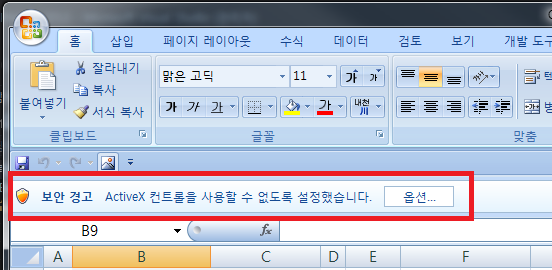 홈 삽입 페이지 레이아웃 수식 데이터 검토 보기 개발 도구
잘라내기
복사
서식 복사
붙여넣기
맑은 고딕 11 가 가
가 가 가 가 내천
클립보드 글꼴 맞춤
보안 경고 ActiveX 컨트롤을 사용할 수 없도록 설정했습니다. 옵션...
B9 fx
A B C D E F